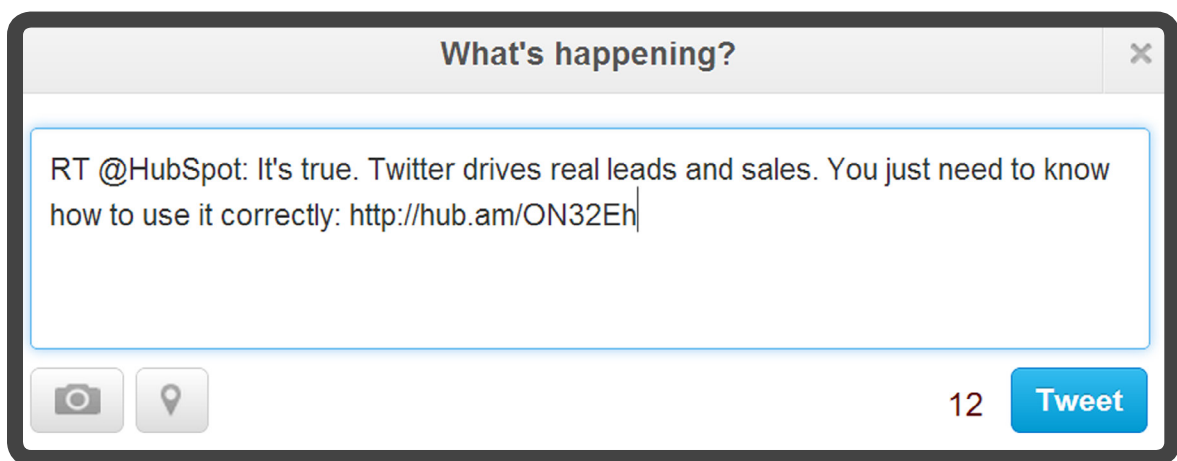 What's happening?
RT @HubSpot: It's true. Twitter drives real leads and sales. You just need to know
how to use it correctly: http://hub.am/ON32Eh
12
Tweet